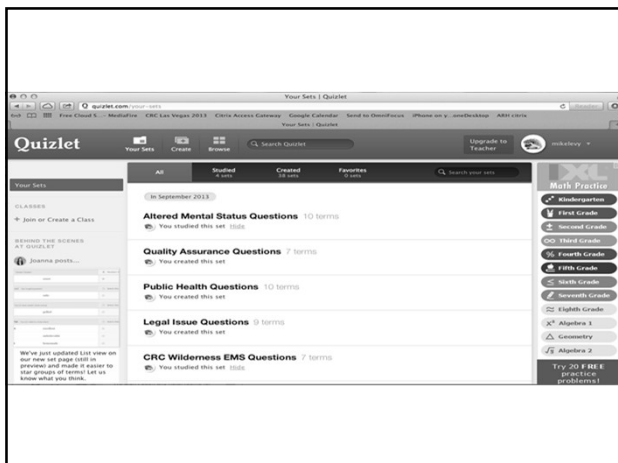 Your Sets | Quizlet
quizlet.com/your-sets
Reader
Free Cloud S...- MediaFire CRC Las Vegas 2013 Citrix Access Gateway Google Calendar Send to OmniFocus iPhone on y...oneDesktop ARH citrix
Your Sets | Quizlet
Quizlet
Your Sets
Create
Browse
Search Quizlet
Upgrade to
Teacher
mikelevy
All
Studied
4 sets
Created
38 sets
Favorites
0 sets
Search your sets
Your Sets
CLASSES
+ Join or Create a Class
BEHIND THE SCENES
AT QUIZLET
Joanna posts...
We've just updated List view on
our new set page (still in
preview) and made it easier to
star groups of terms! Let us
know what you think.
In September 2013
Altered Mental Status Questions 10 terms
You studied this set Hide
Quality Assurance Questions 7 terms
You created this set
Public Health Questions 10 terms
You created this set
Legal Issue Questions 9 terms
You created this set
CRC Wilderness EMS Questions 7 terms
You studied this set Hide
IXL
Math Practice
Kindergarten
First Grade
Second Grade
Third Grade
% Fourth Grade
Fifth Grade
≤ Sixth Grade
Seventh Grade
≈ Eighth Grade
X² Algebra 1
△ Geometry
Algebra 2
Try 20 FREE
practice
problems!